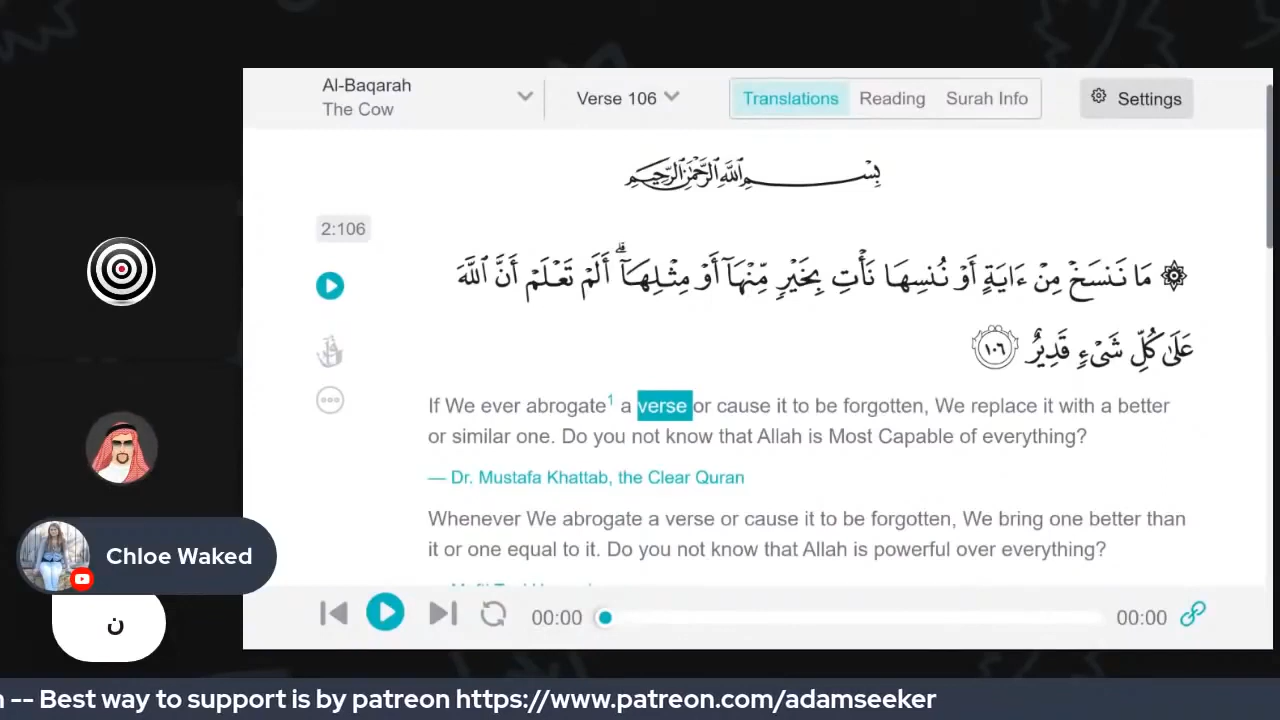 Al-Baqarah
The Cow
Verse 106
Translations
Reading
Surah Info
Settings
بِسْمِ ٱللَّهِ ٱلرَّحْمَـٰنِ ٱلرَّحِيمِ
2:106
۞ مَا نَنسَخْ مِنْ ءَايَةٍ أَوْ نُنسِهَا نَأْتِ بِخَيْرٍ مِّنْهَآ أَوْ مِثْلِهَآ ۗ أَلَمْ تَعْلَمْ أَنَّ ٱللَّهَ
عَلَىٰ كُلِّ شَىْءٍ قَدِيرٌ ١٠٦
If We ever abrogate1 a verse or cause it to be forgotten, We replace it with a better
or similar one. Do you not know that Allah is Most Capable of everything?
— Dr. Mustafa Khattab, the Clear Quran
Whenever We abrogate a verse or cause it to be forgotten, We bring one better than
it or one equal to it. Do you not know that Allah is powerful over everything?
Chloe Waked
ن
00:00
00:00
-- Best way to support is by patreon https://www.patreon.com/adamseeker